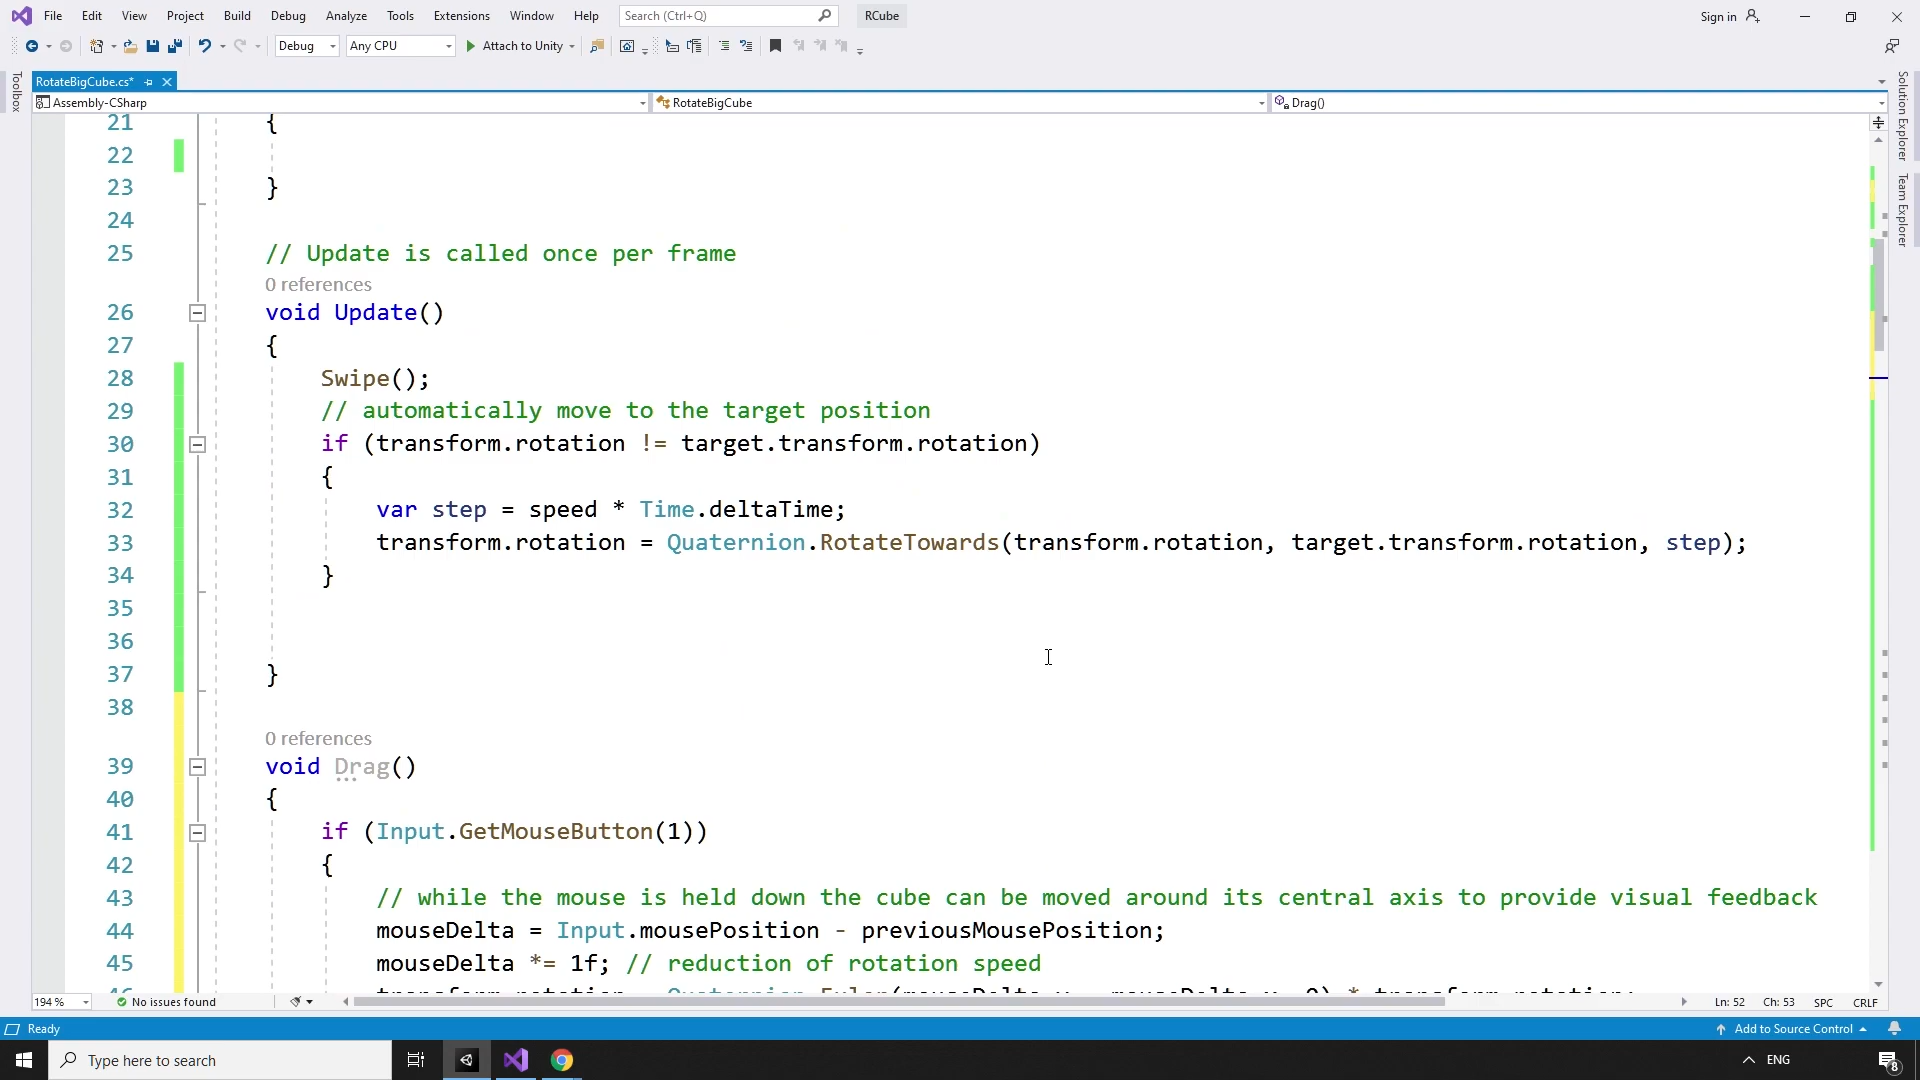 File Edit View Project Build Debug Analyze Tools Extensions Window Help Search (Ctrl+Q) RCube Sign in
Debug Any CPU Attach to Unity
Toolbox
RotateBigCube.cs*
Assembly-CSharp RotateBigCube Drag()
Solution Explorer
Team Explorer
21 {
22
23 }
24
25 // Update is called once per frame
0 references
26 void Update()
27 {
28 Swipe();
29 // automatically move to the target position
30 if (transform.rotation != target.transform.rotation)
31 {
32 var step = speed * Time.deltaTime;
33 transform.rotation = Quaternion.RotateTowards(transform.rotation, target.transform.rotation, step);
34 }
35
36
37 }
38
0 references
39 void Drag()
40 {
41 if (Input.GetMouseButton(1))
42 {
43 // while the mouse is held down the cube can be moved around its central axis to provide visual feedback
44 mouseDelta = Input.mousePosition - previousMousePosition;
45 mouseDelta *= 1f; // reduction of rotation speed
194 % No issues found Ln: 52 Ch: 53 SPC CRLF
Ready Add to Source Control
Type here to search ENG 8